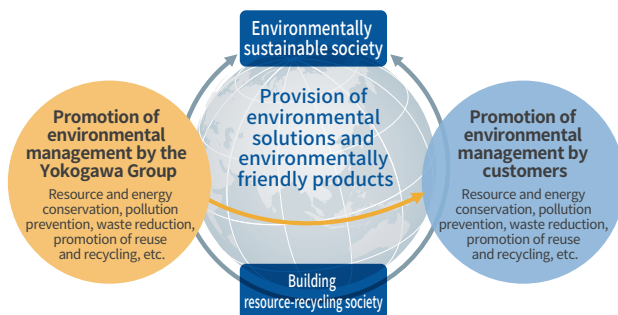 Environmentally
sustainable society
Promotion of
environmental
management by the
Yokogawa Group
Resource and energy
conservation, pollution
prevention, waste reduction,
promotion of reuse
and recycling, etc.
Provision of
environmental
solutions and
environmentally
friendly products
Promotion of
environmental
management by
customers
Resource and energy
conservation, pollution
prevention, waste reduction,
promotion of reuse
and recycling, etc.
Building
resource-recycling society